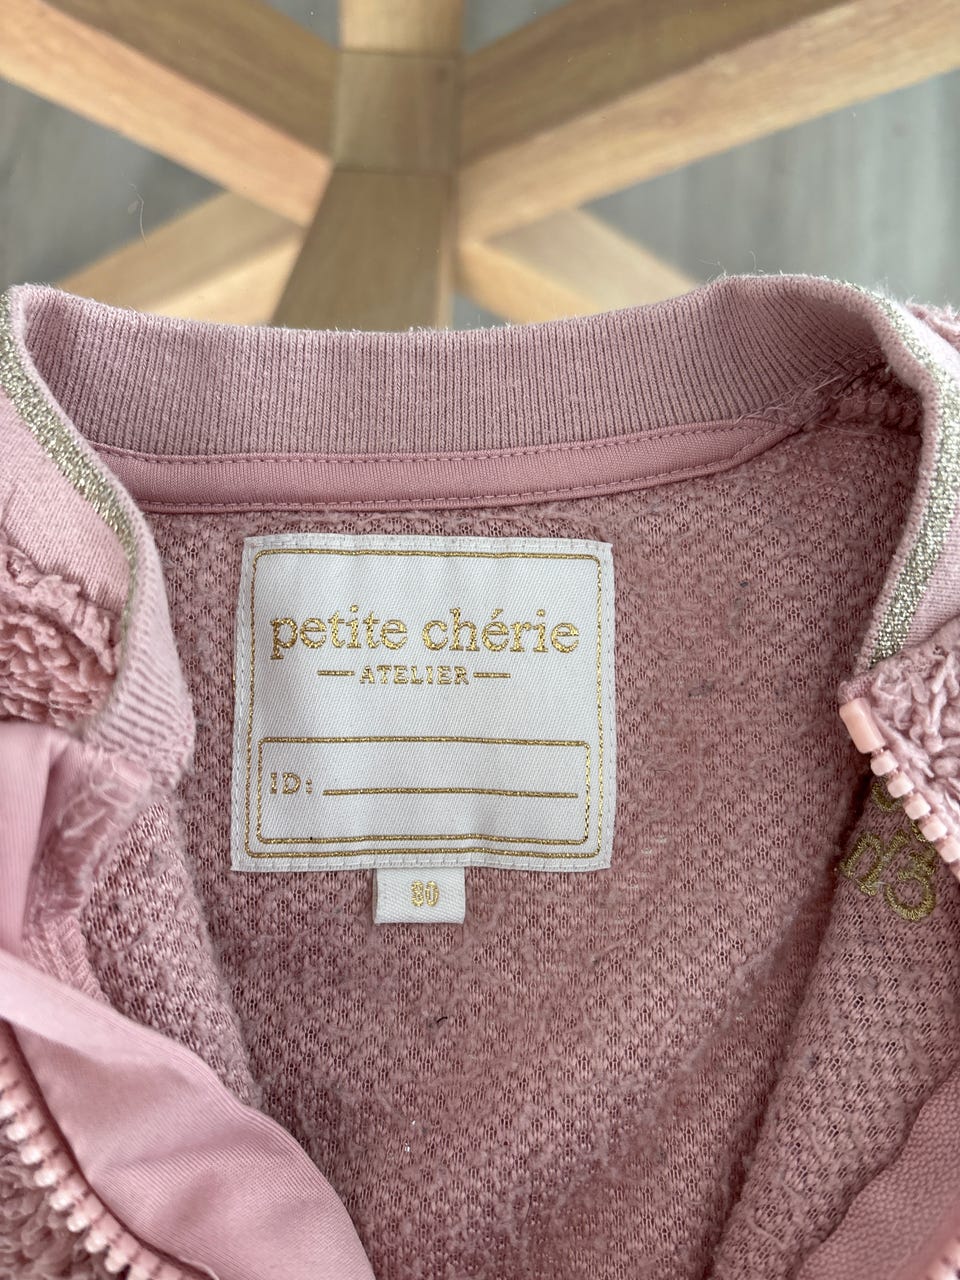 petite chérie
ATELIER
ID:
80